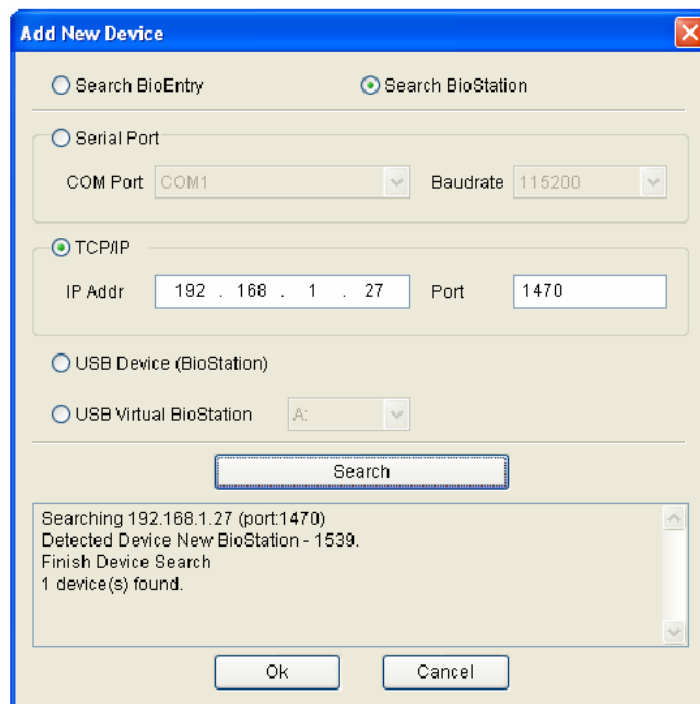 Add New Device
Search BioEntry Search BioStation
Serial Port
COM Port COM1 Baudrate 115200
TCP/IP
IP Addr 192 . 168 . 1 . 27 Port 1470
USB Device (BioStation)
USB Virtual BioStation A:
Search
Searching 192.168.1.27 (port:1470)
Detected Device New BioStation - 1539.
Finish Device Search
1 device(s) found.
Ok Cancel